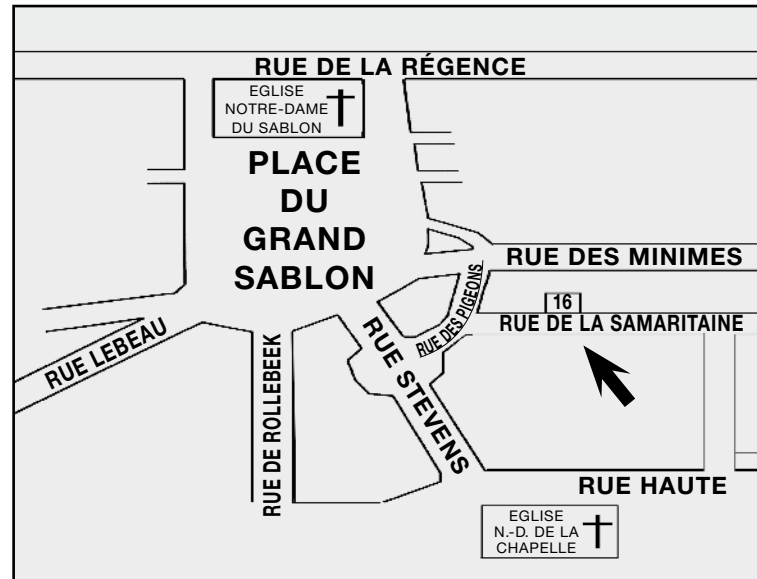 RUE DE LA RÉGENCE
EGLISE
NOTRE-DAME
DU SABLON
PLACE
DU
GRAND
SABLON
RUE DES MINIMES
RUE DES PIGEONS
16
RUE DE LA SAMARITAINE
RUE LEBEAU
RUE DE ROLLEBEEK
RUE STEVENS
RUE HAUTE
EGLISE
N.-D. DE LA
CHAPELLE